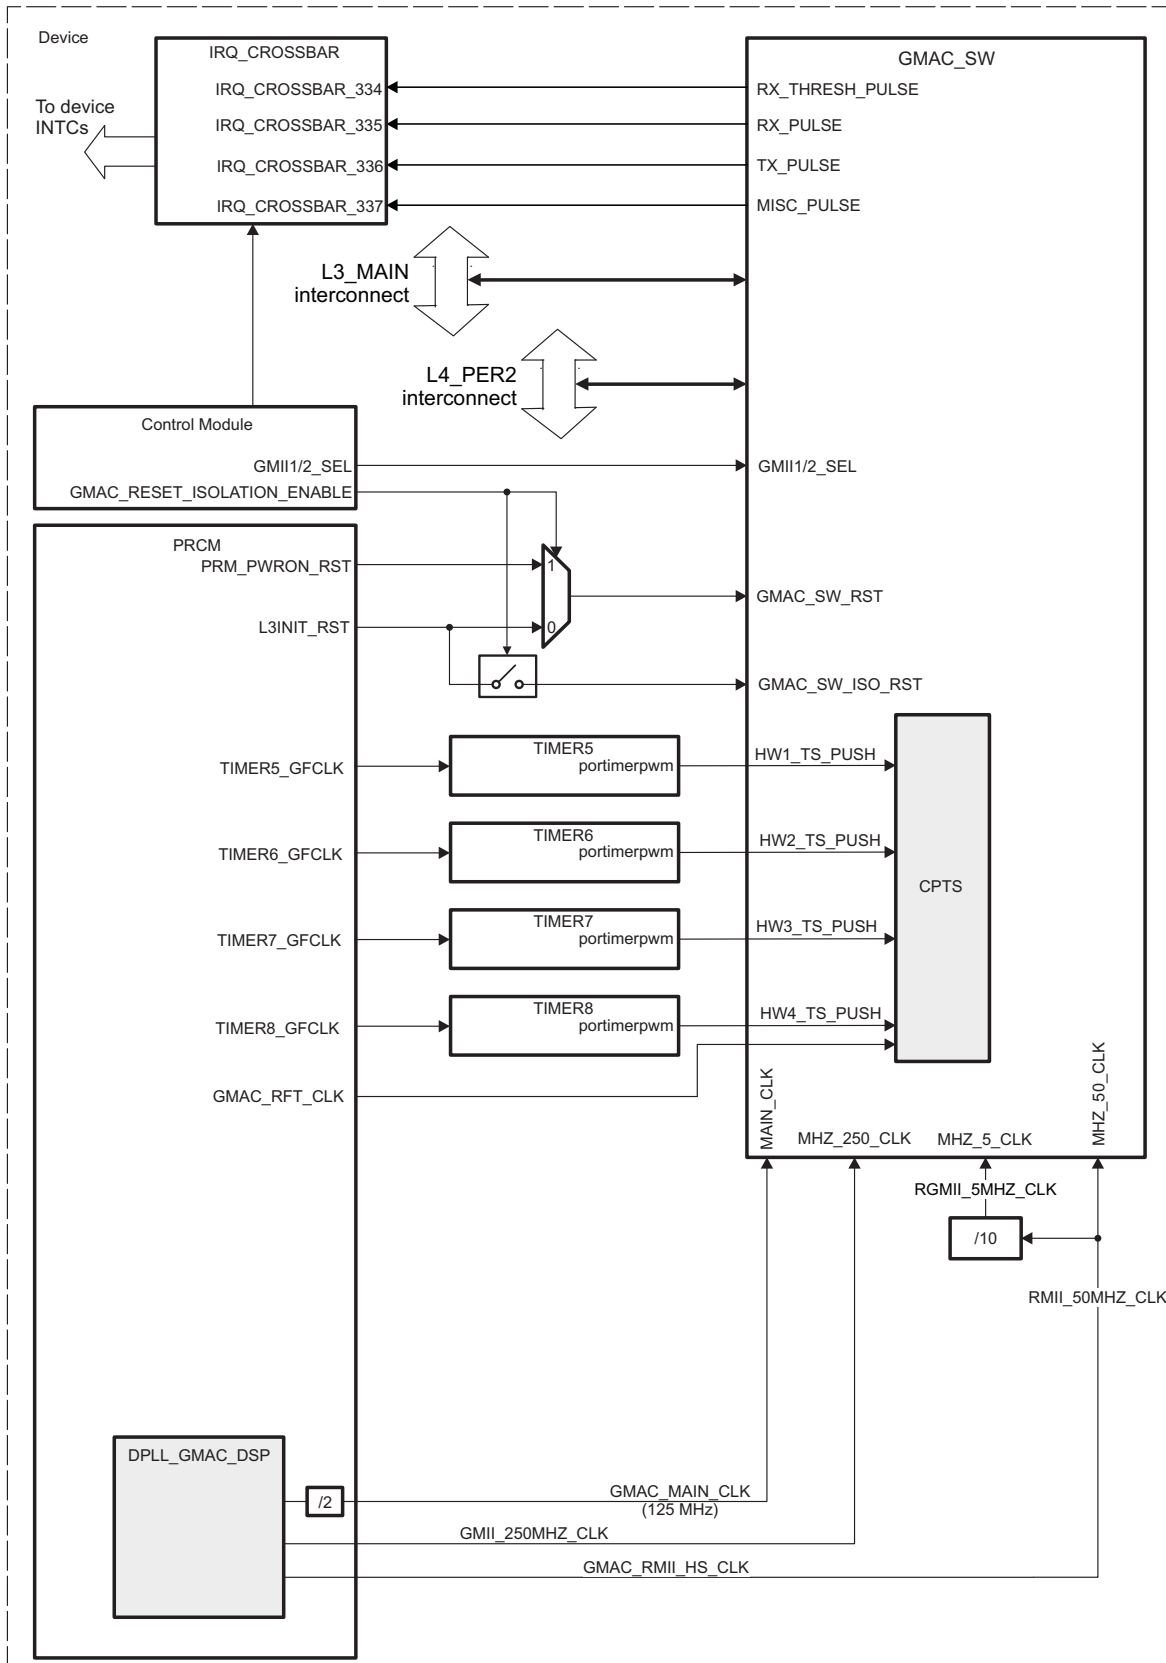 Device
IRQ_CROSSBAR
GMAC_SW
IRQ_CROSSBAR_334
RX_THRESH_PULSE
To device
INTCs
IRQ_CROSSBAR_335
RX_PULSE
IRQ_CROSSBAR_336
TX_PULSE
IRQ_CROSSBAR_337
MISC_PULSE
L3_MAIN
interconnect
L4_PER2
interconnect
Control Module
GMII1/2_SEL
GMII1/2_SEL
GMAC_RESET_ISOLATION_ENABLE
PRCM
PRM_PWRON_RST
1
GMAC_SW_RST
L3INIT_RST
0
GMAC_SW_ISO_RST
TIMER5
portimerpwm
HW1_TS_PUSH
TIMER5_GFCLK
TIMER6
portimerpwm
HW2_TS_PUSH
TIMER6_GFCLK
CPTS
TIMER7
portimerpwm
HW3_TS_PUSH
TIMER7_GFCLK
TIMER8
portimerpwm
HW4_TS_PUSH
TIMER8_GFCLK
GMAC_RFT_CLK
MAIN_CLK
MHZ_250_CLK
MHZ_5_CLK
MHZ_50_CLK
RGMII_5MHZ_CLK
/10
RMII_50MHZ_CLK
DPLL_GMAC_DSP
/2
GMAC_MAIN_CLK
(125 MHz)
GMII_250MHZ_CLK
GMAC_RMII_HS_CLK